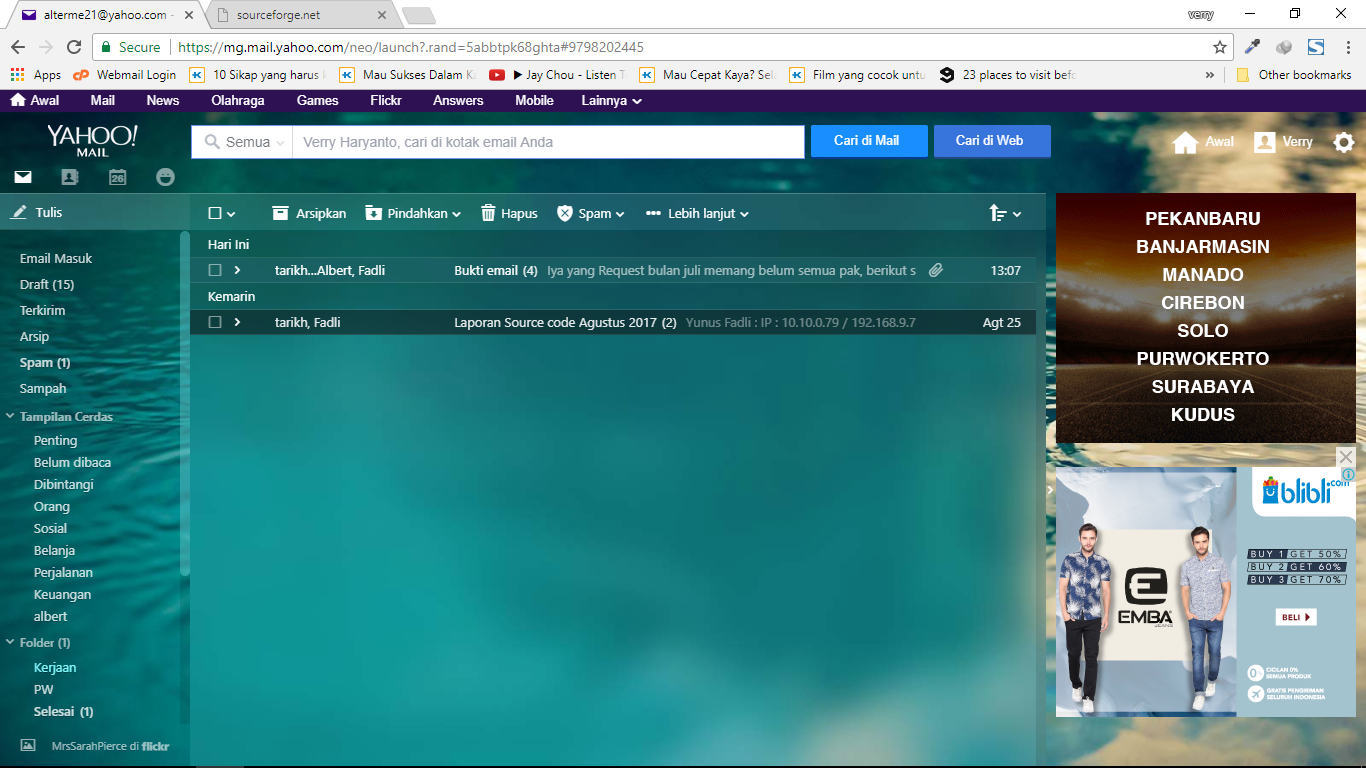 alterme21@yahoo.com -
sourceforge.net
verry
Secure
https://mg.mail.yahoo.com/neo/launch?.rand=5abbtpk68ghta#9798202445
Apps
Webmail Login
10 Sikap yang harus k
Mau Sukses Dalam Ka
▶ Jay Chou - Listen T
Mau Cepat Kaya? Sela
Film yang cocok untu
23 places to visit befo
»
Other bookmarks
Awal
Mail
News
Olahraga
Games
Flickr
Answers
Mobile
Lainnya
YAHOO!
MAIL
Semua
Verry Haryanto, cari di kotak email Anda
Cari di Mail
Cari di Web
Awal
Verry
26
Tulis
Arsipkan
Pindahkan
Hapus
Spam
Lebih lanjut
Email Masuk
Draft (15)
Terkirim
Arsip
Spam (1)
Sampah
Tampilan Cerdas
Penting
Belum dibaca
Dibintangi
Orang
Sosial
Belanja
Perjalanan
Keuangan
albert
Folder (1)
Kerjaan
PW
Selesai (1)
MrsSarahPierce di flickr
Hari Ini
tarikh...Albert, Fadli
Bukti email (4) Iya yang Request bulan juli memang belum semua pak, berikut s
13:07
Kemarin
tarikh, Fadli
Laporan Source code Agustus 2017 (2) Yunus Fadli : IP : 10.10.0.79 / 192.168.9.7
Agt 25
PEKANBARU
BANJARMASIN
MANADO
CIREBON
SOLO
PURWOKERTO
SURABAYA
KUDUS
blibli.com
BUY 1 GET 50%
BUY 2 GET 60%
BUY 3 GET 70%
EMBA
JEANS
BELI
0%
CICILAN 0%
SEMUA PRODUK
GRATIS PENGIRIMAN
SELURUH INDONESIA